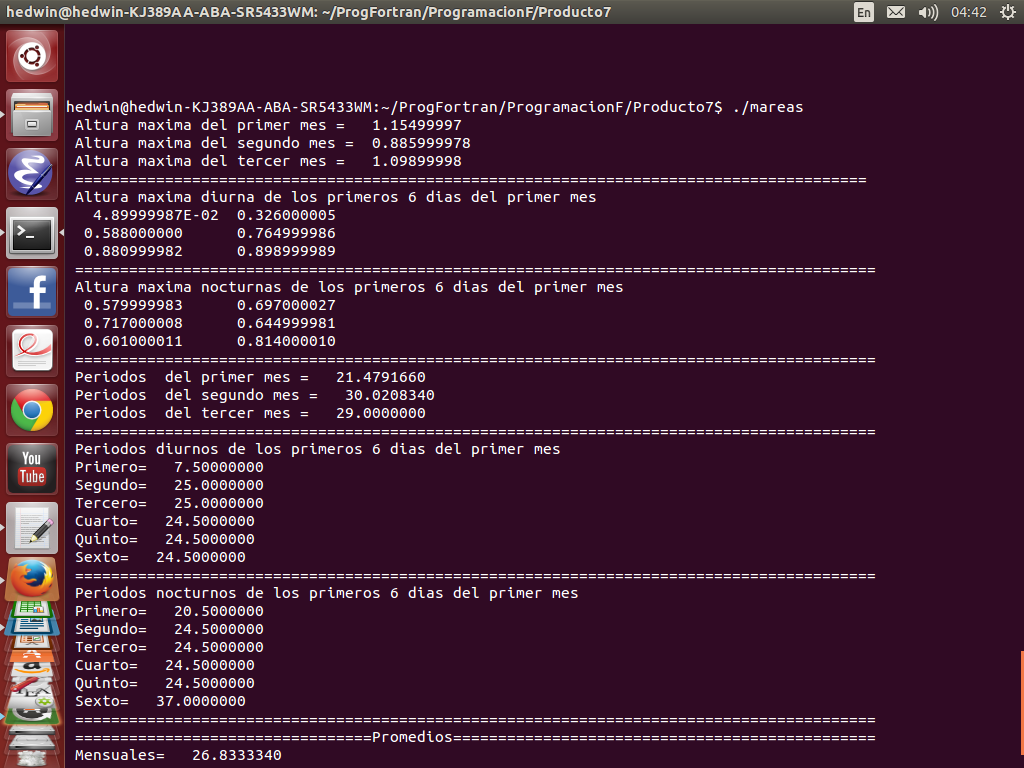 hedwin@hedwin-KJ389AA-ABA-SR5433WM: ~/ProgFortran/ProgramacionF/Producto7
En
04:42
hedwin@hedwin-KJ389AA-ABA-SR5433WM:~/ProgFortran/ProgramacionF/Producto7$ ./mareas
Altura maxima del primer mes =   1.15499997
Altura maxima del segundo mes =  0.885999978
Altura maxima del tercer mes =   1.09899998
========================================================================================
Altura maxima diurna de los primeros 6 dias del primer mes
4.89999987E-02  0.326000005
0.588000000      0.764999986
0.880999982      0.898999989
=========================================================================================
Altura maxima nocturnas de los primeros 6 dias del primer mes
0.579999983      0.697000027
0.717000008      0.644999981
0.601000011      0.814000010
=========================================================================================
Periodos  del primer mes =   21.4791660
Periodos  del segundo mes =   30.0208340
Periodos  del tercer mes =   29.0000000
=========================================================================================
Periodos diurnos de los primeros 6 dias del primer mes
Primero=   7.50000000
Segundo=   25.0000000
Tercero=   25.0000000
Cuarto=   24.5000000
Quinto=   24.5000000
Sexto=   24.5000000
=========================================================================================
Periodos nocturnos de los primeros 6 dias del primer mes
Primero=   20.5000000
Segundo=   24.5000000
Tercero=   24.5000000
Cuarto=   24.5000000
Quinto=   24.5000000
Sexto=   37.0000000
=========================================================================================
=================================Promedios===============================================
Mensuales=   26.8333340
You
Tube